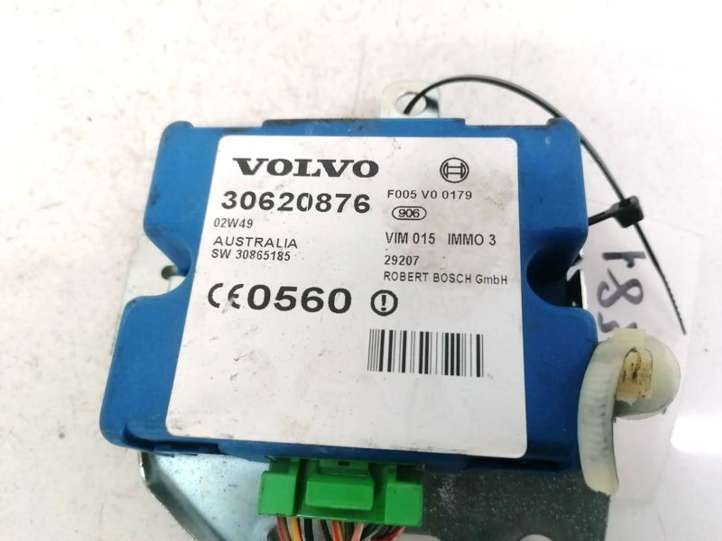 VOLVO
30620876
02W49
AUSTRALIA
SW 30865185
CE0560
F005 V0 0179
906
VIM 015 IMMO 3
29207
ROBERT BOSCH GmbH